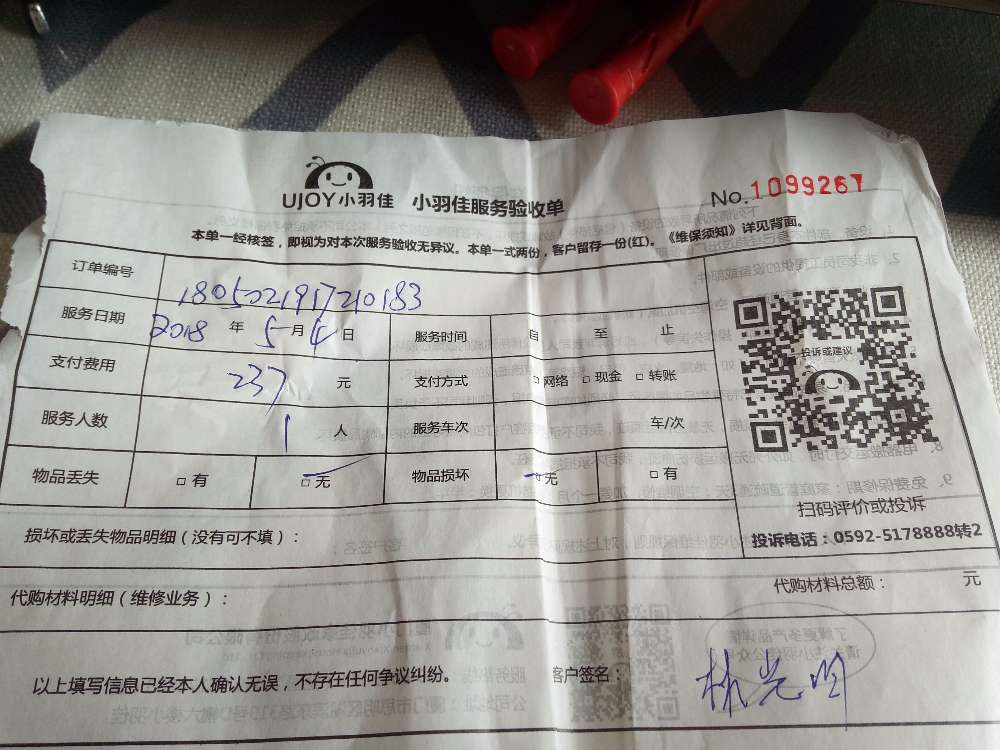 UJOY小羽佳 小羽佳服务验收单 No.1099267
本单一经核签，即视为对本次服务验收无异议。本单一式两份，客户留存一份(红)。《维保须知》详见背面。
订单编号 1805021917210183
服务日期 2018 年 5 月 4 日 服务时间 自 至 止
支付费用 237 元 支付方式 □ 网络 □ 现金 □ 转账
服务人数 1 人 服务车次 车/次
物品丢失 □ 有 □ 无 物品损坏 □ 无 □ 有
投诉或建议
扫码评价或投诉
投诉电话：0592-5178888转2
损坏或丢失物品明细（没有可不填）：
代购材料明细（维修业务）： 代购材料总额： 元
以上填写信息已经本人确认无误，不存在任何争议纠纷。 客户签名：林光明